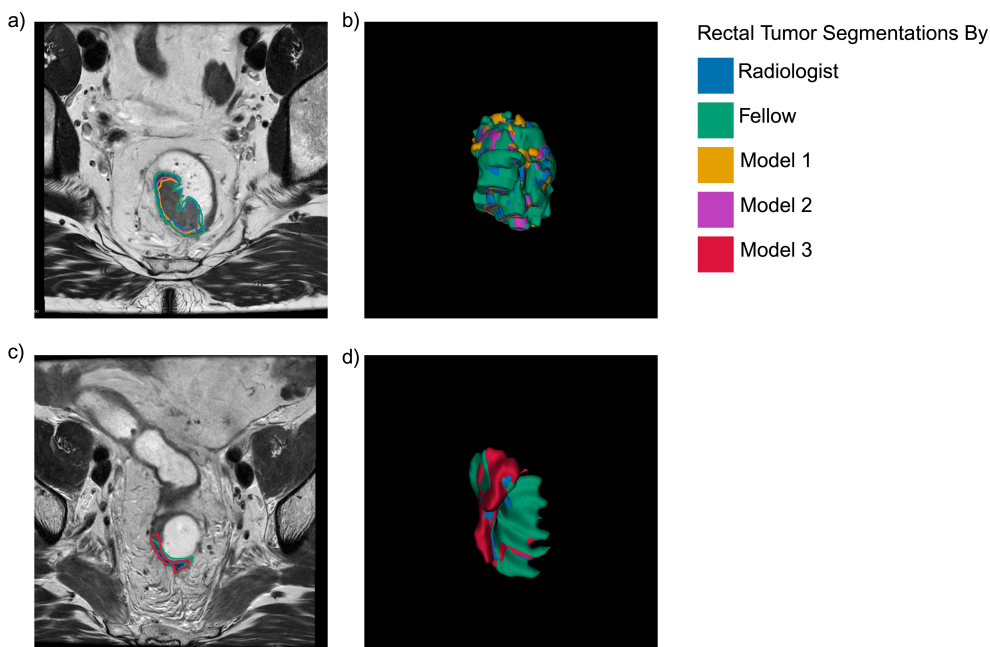 a)
b)
Rectal Tumor Segmentations By
Radiologist
Fellow
Model 1
Model 2
Model 3
c)
d)